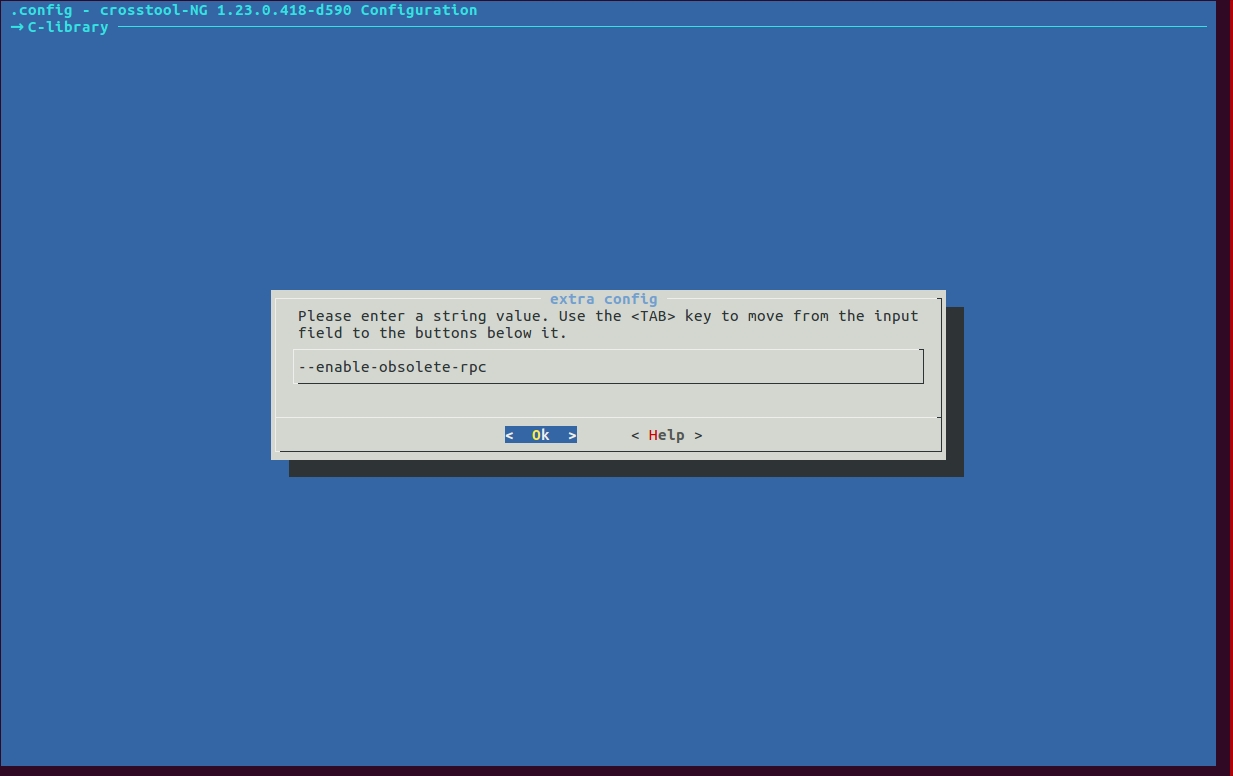 .config - crosstool-NG 1.23.0.418-d590 Configuration
→ C-library
extra config
Please enter a string value. Use the <TAB> key to move from the input
field to the buttons below it.
--enable-obsolete-rpc
< Ok > < Help >